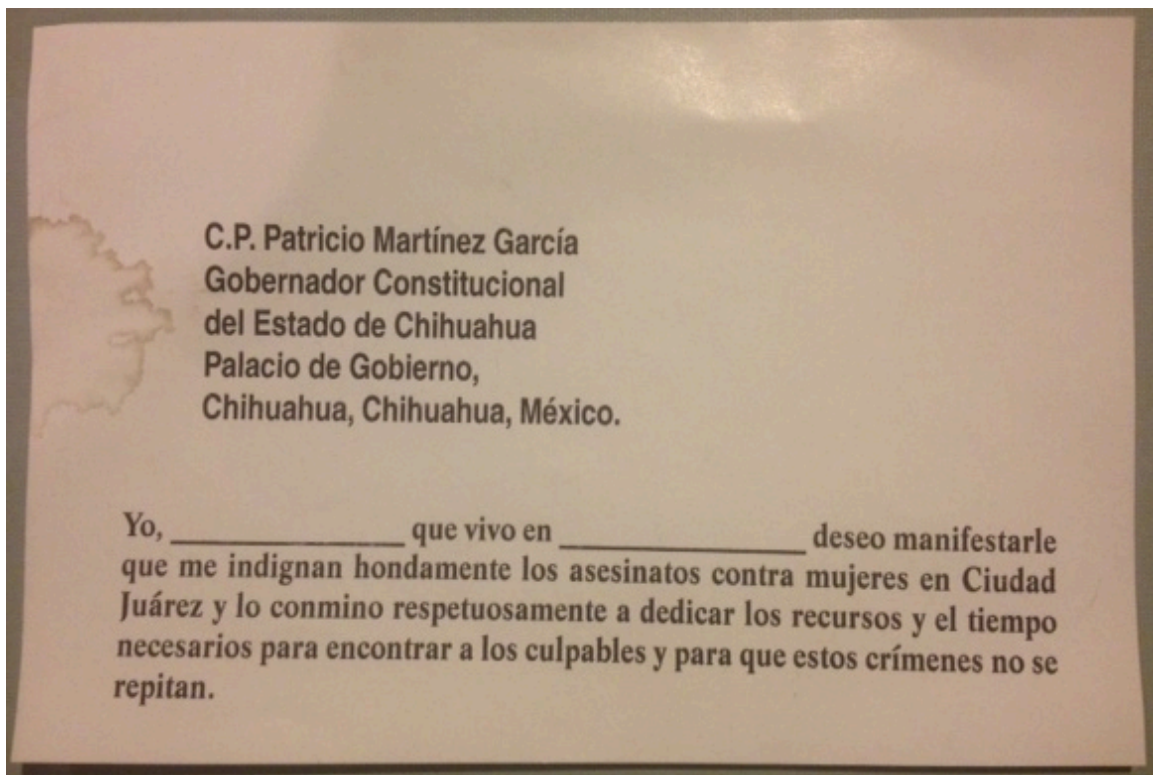 C.P. Patricio Martínez García
Gobernador Constitucional
del Estado de Chihuahua
Palacio de Gobierno,
Chihuahua, Chihuahua, México.
Yo, ________________ que vivo en ________________ deseo manifestarle
que me indignan hondamente los asesinatos contra mujeres en Ciudad
Juárez y lo conmino respetuosamente a dedicar los recursos y el tiempo
necesarios para encontrar a los culpables y para que estos crímenes no se
repitan.